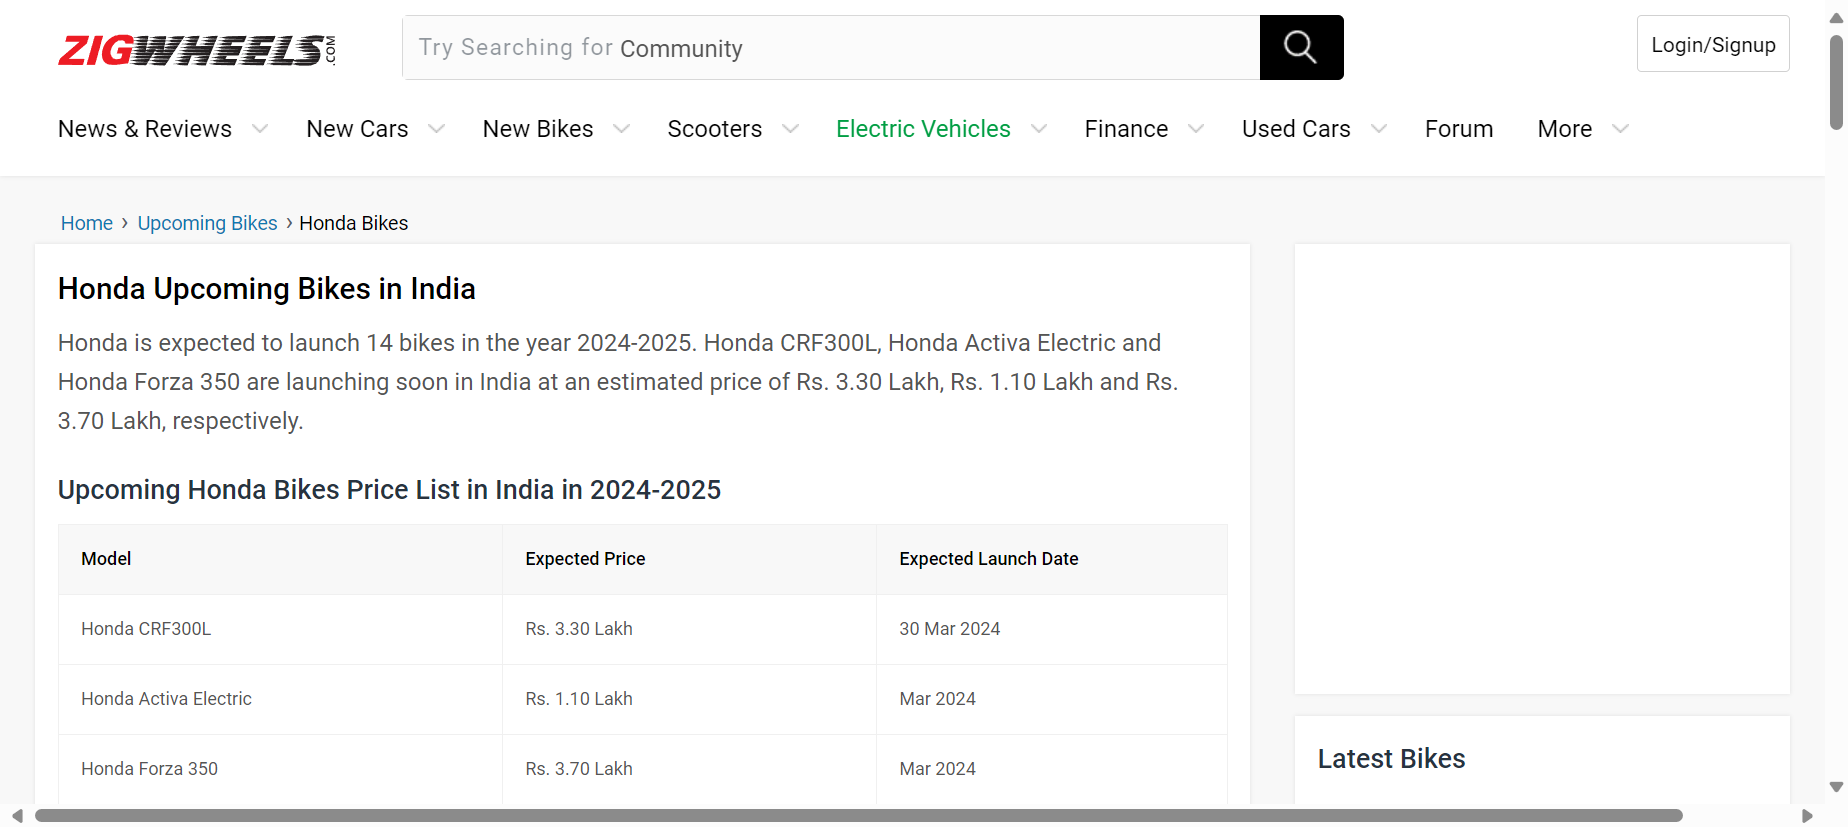 ZIGWHEELS.COM
Try Searching for Community
Login/Signup
News & Reviews New Cars New Bikes Scooters Electric Vehicles Finance Used Cars Forum More
Home › Upcoming Bikes › Honda Bikes
Honda Upcoming Bikes in India
Honda is expected to launch 14 bikes in the year 2024-2025. Honda CRF300L, Honda Activa Electric and
Honda Forza 350 are launching soon in India at an estimated price of Rs. 3.30 Lakh, Rs. 1.10 Lakh and Rs.
3.70 Lakh, respectively.
Upcoming Honda Bikes Price List in India in 2024-2025
Model Expected Price Expected Launch Date
Honda CRF300L Rs. 3.30 Lakh 30 Mar 2024
Honda Activa Electric Rs. 1.10 Lakh Mar 2024
Honda Forza 350 Rs. 3.70 Lakh Mar 2024
Latest Bikes